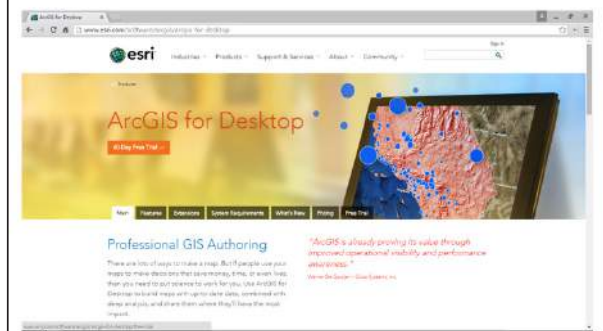 ArcGIS for Desktop
www.esri.com/software/arcgis/arcgis-for-desktop
esri
Industries Products Support & Services About Community
Sign In
ArcGIS for Desktop
60-Day Free Trial
Main Features Extensions System Requirements What's New Pricing Free Trial
Professional GIS Authoring
There are lots of ways to make a map. But if people use your
maps to make decisions that save money, time, or even lives,
then you need to put science to work for you. Use ArcGIS for
Desktop to build maps with up-to-date data, combined with
deep analysis, and share them where they'll have the most
impact.
"ArcGIS is already proving its value through
improved operational visibility and performance
awareness."